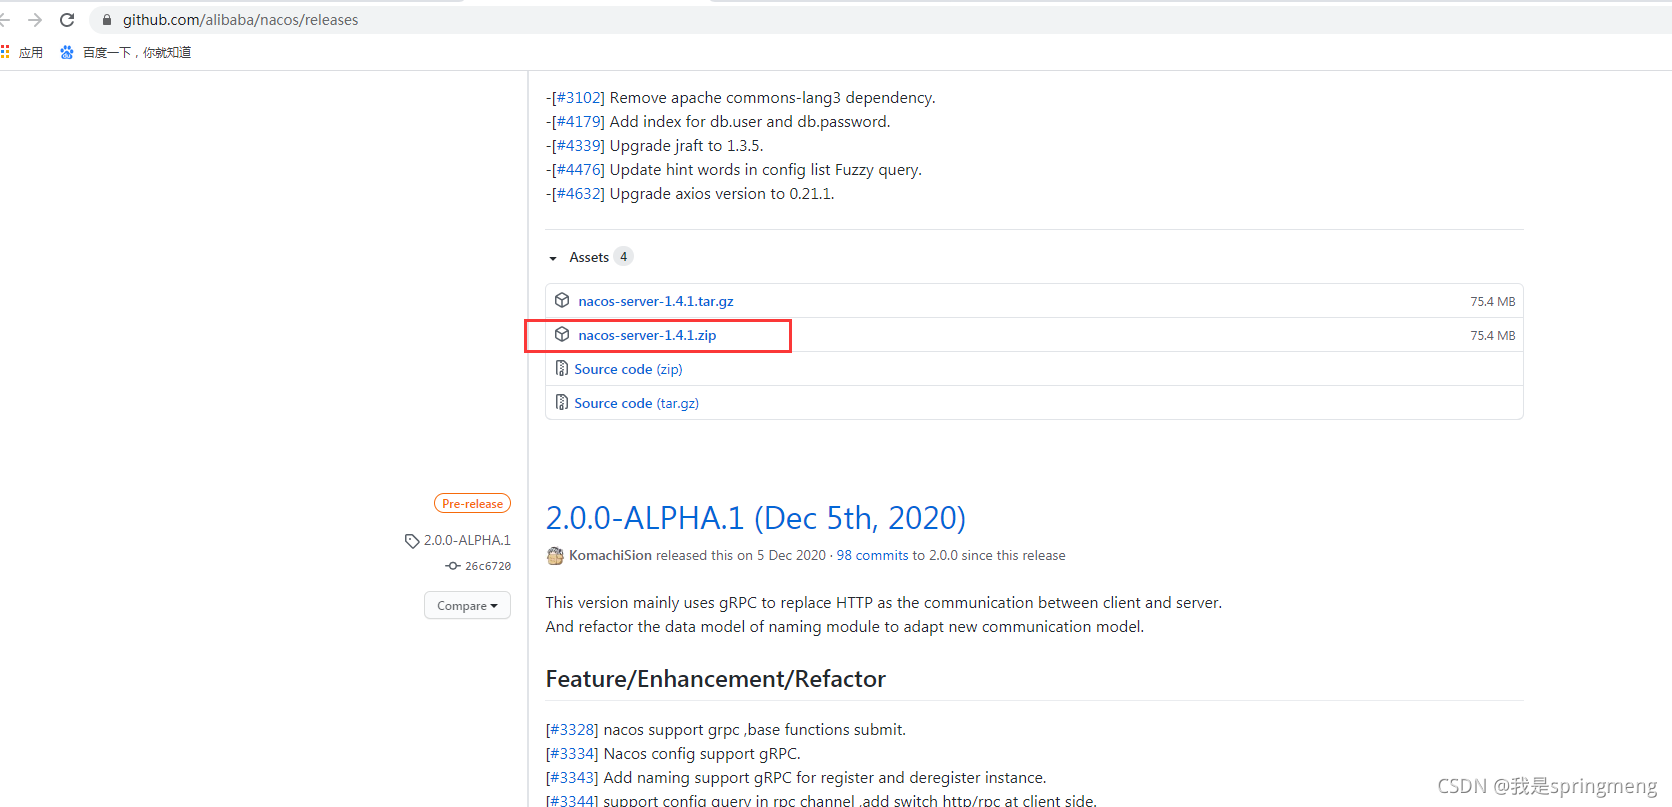 github.com/alibaba/nacos/releases
应用 百度一下，你就知道
-[#3102] Remove apache commons-lang3 dependency.
-[#4179] Add index for db.user and db.password.
-[#4339] Upgrade jraft to 1.3.5.
-[#4476] Update hint words in config list Fuzzy query.
-[#4632] Upgrade axios version to 0.21.1.
Assets 4
nacos-server-1.4.1.tar.gz 75.4 MB
nacos-server-1.4.1.zip 75.4 MB
Source code (zip)
Source code (tar.gz)
Pre-release
2.0.0-ALPHA.1
26c6720
Compare
2.0.0-ALPHA.1 (Dec 5th, 2020)
KomachiSion released this on 5 Dec 2020 · 98 commits to 2.0.0 since this release
This version mainly uses gRPC to replace HTTP as the communication between client and server.
And refactor the data model of naming module to adapt new communication model.
Feature/Enhancement/Refactor
[#3328] nacos support grpc ,base functions submit.
[#3334] Nacos config support gRPC.
[#3343] Add naming support gRPC for register and deregister instance.
[#3344] support config query in rpc channel ,add switch http/rpc at client side.
CSDN @我是springmeng